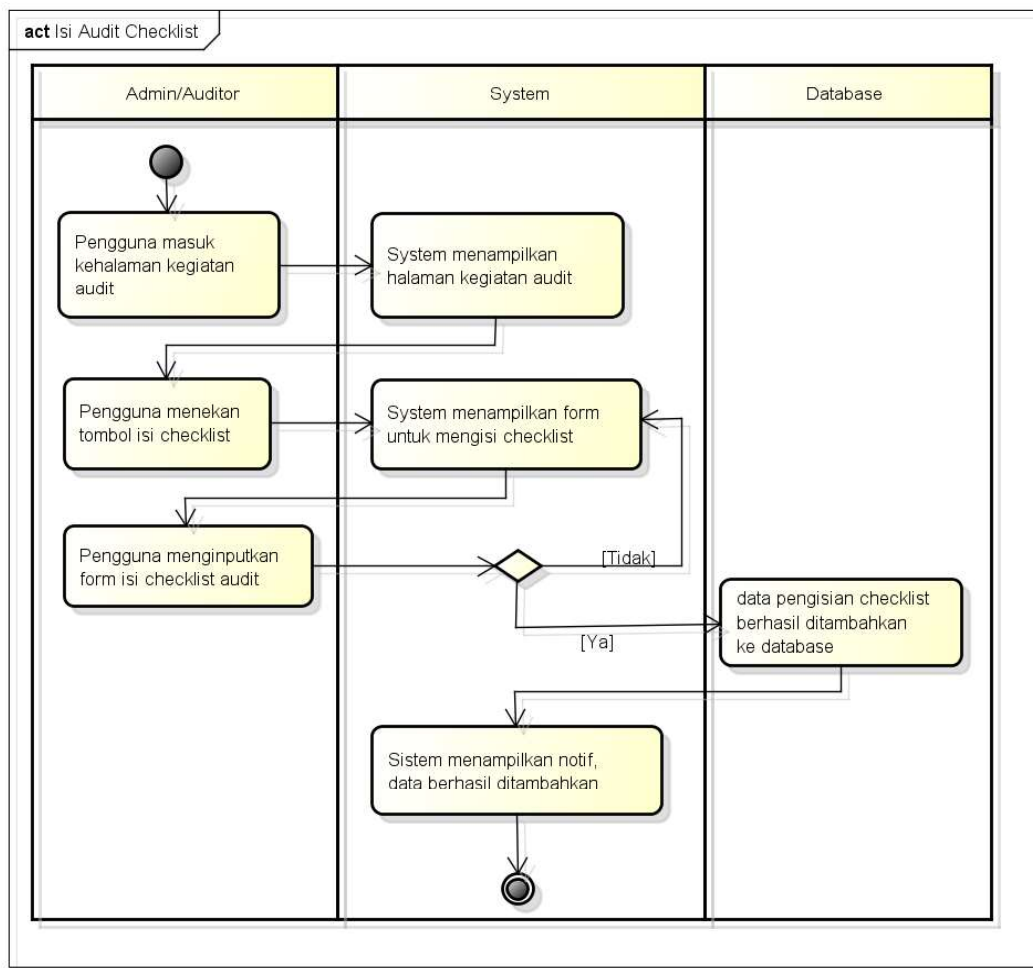 act Isi Audit Checklist
Admin/Auditor
System
Database
Pengguna masuk
kehalaman kegiatan
audit
System menampilkan
halaman kegiatan audit
Pengguna menekan
tombol isi checklist
System menampilkan form
untuk mengisi checklist
Pengguna menginputkan
form isi checklist audit
[Tidak]
[Ya]
data pengisian checklist
berhasil ditambahkan
ke database
Sistem menampilkan notif,
data berhasil ditambahkan